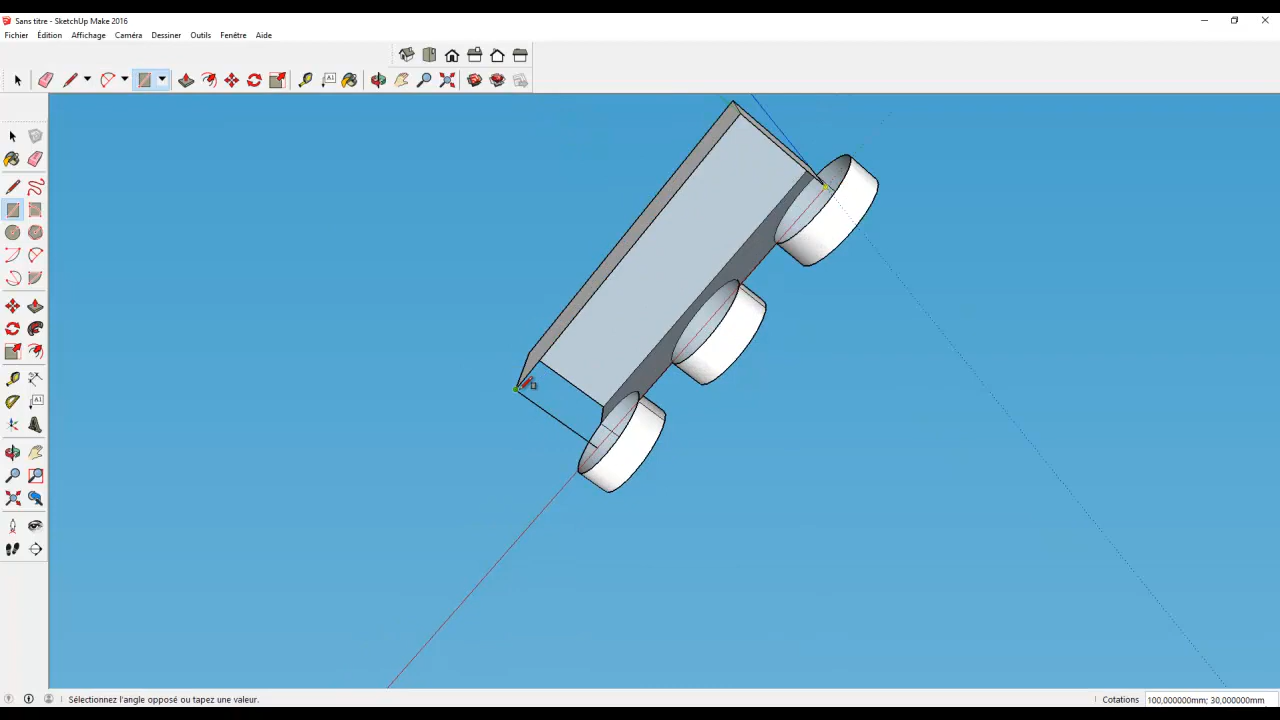 Sans titre - SketchUp Make 2016
Fichier Édition Affichage Caméra Dessiner Outils Fenêtre Aide
Sélectionnez l'angle opposé ou tapez une valeur.
Cotations 100,000000mm; 30,000000mm